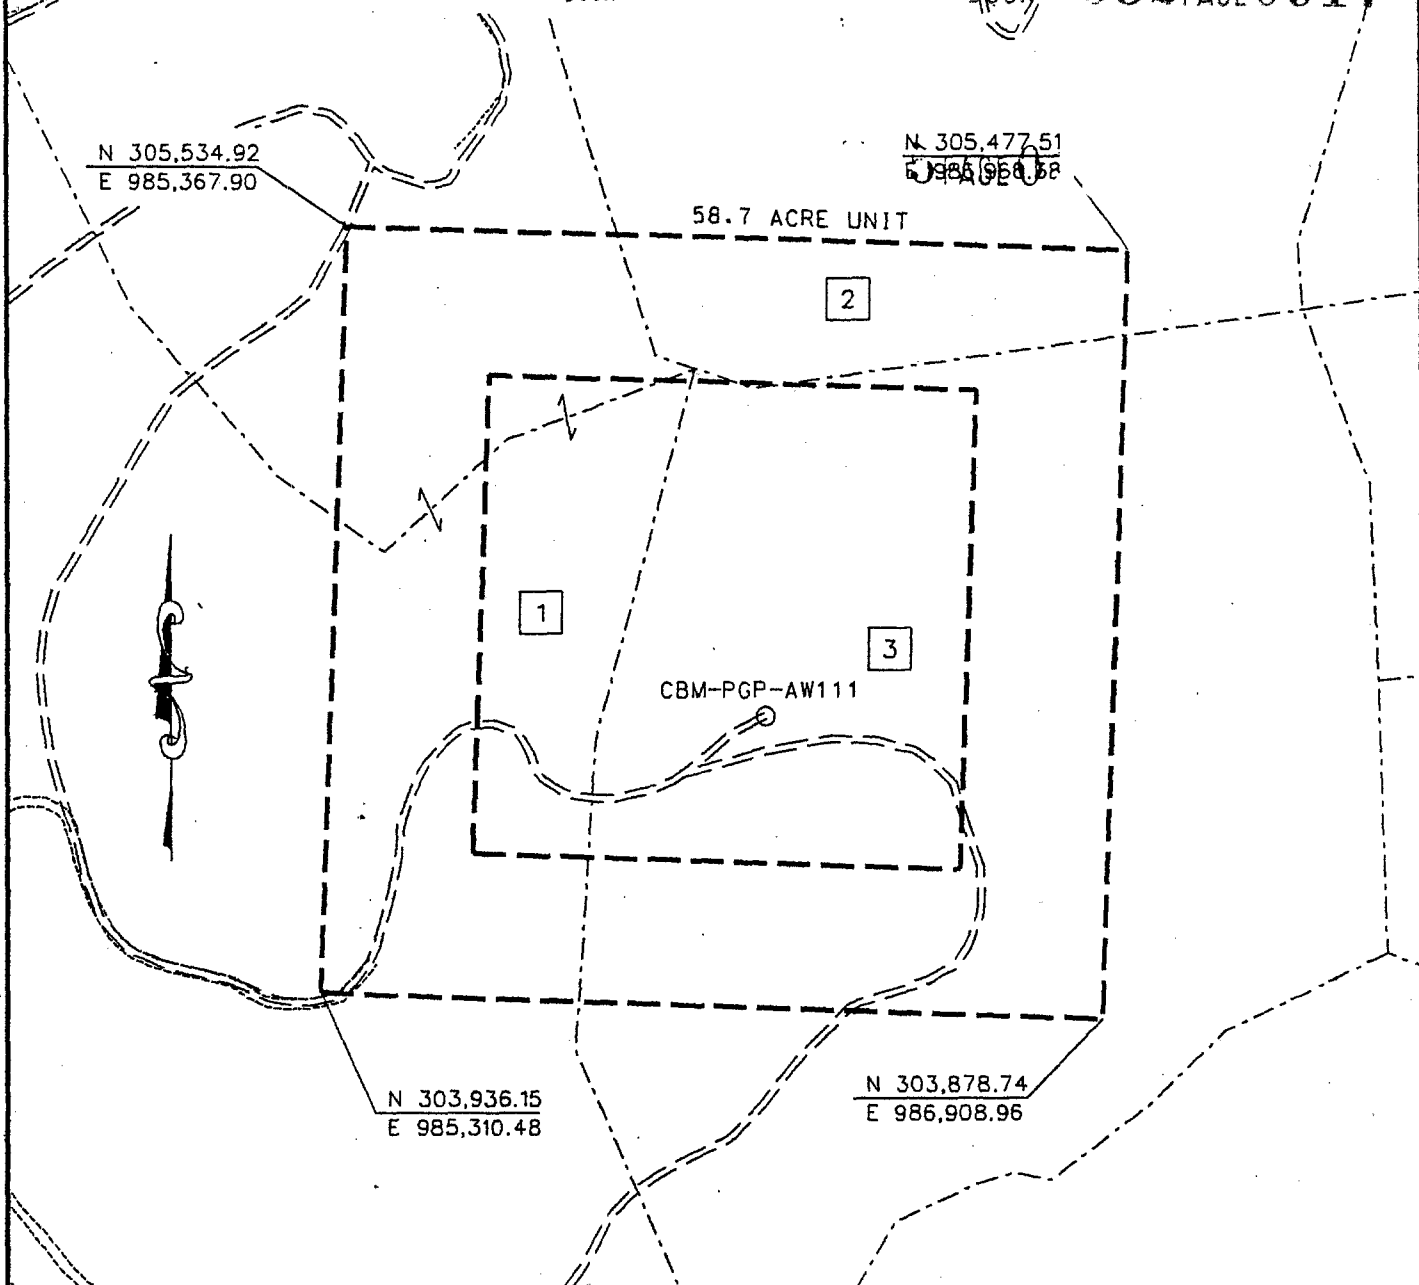 N 305,534.92
E 985,367.90
N 305,477.51
58.7 ACRE UNIT
2
1
3
CBM-PGP-AW111
N 303,936.15
E 985,310.48
N 303,878.74
E 986,908.96